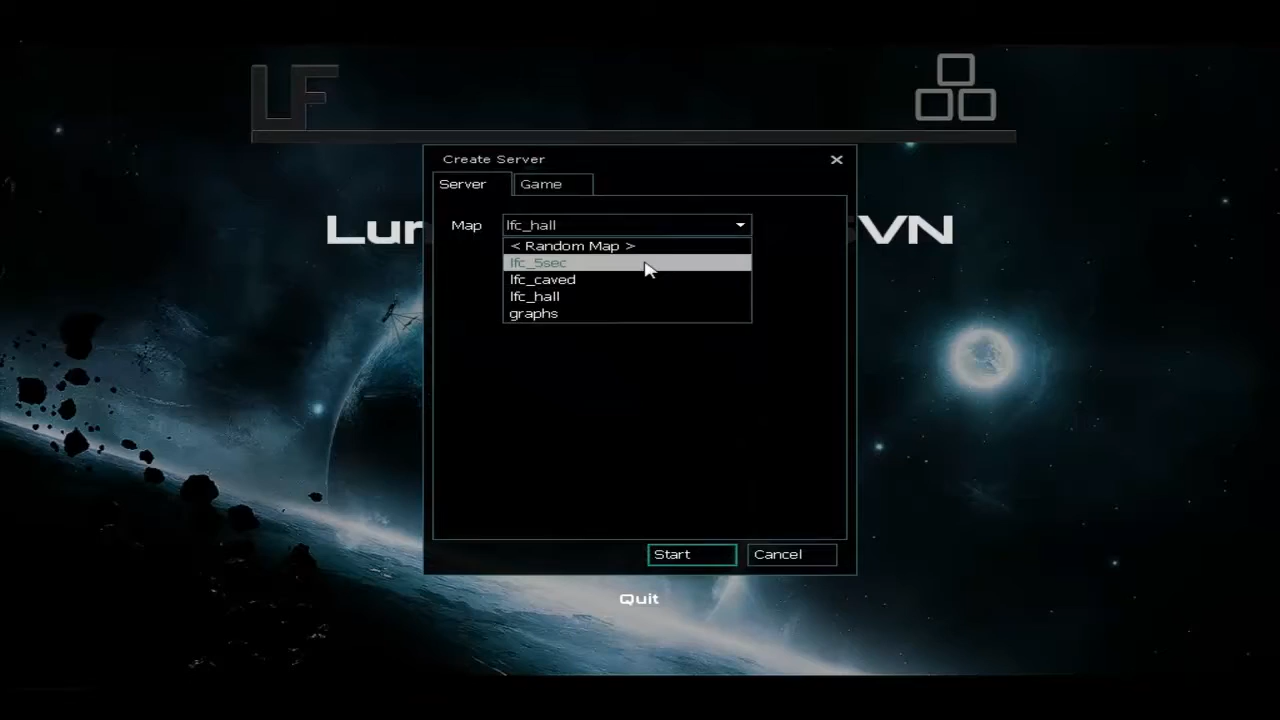 LF
Create Server
Server
Game
Lur
VN
Map
lfc_hall
< Random Map >
lfc_5sec
lfc_caved
lfc_hall
graphs
Start
Cancel
Quit